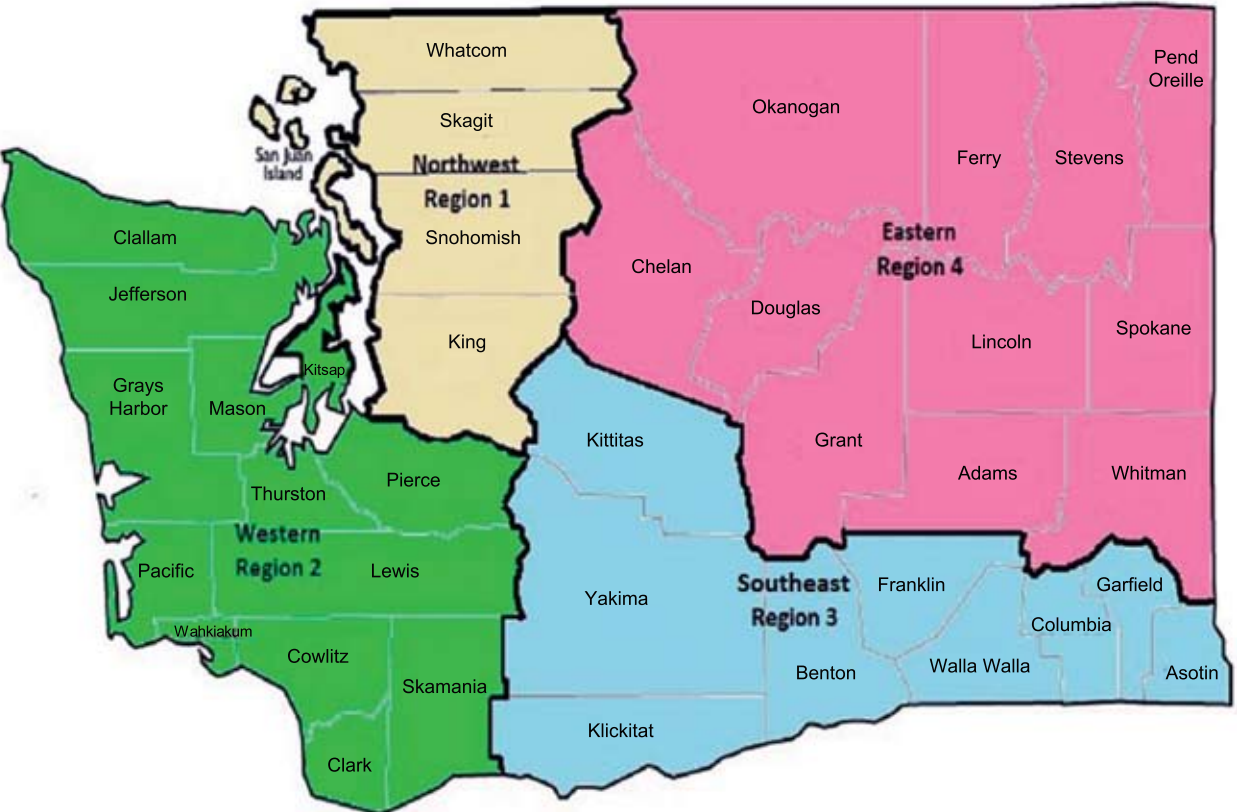 Whatcom
Skagit
San Juan
Island
Northwest
Region 1
Snohomish
King
Okanogan
Ferry
Stevens
Pend
Oreille
Chelan
Douglas
Eastern
Region 4
Lincoln
Spokane
Grant
Adams
Whitman
Clallam
Jefferson
Grays
Harbor
Mason
Kitsap
Thurston
Pierce
Western
Region 2
Pacific
Lewis
Wahkiakum
Cowlitz
Skamania
Clark
Kittitas
Yakima
Southeast
Region 3
Klickitat
Benton
Franklin
Walla Walla
Columbia
Garfield
Asotin